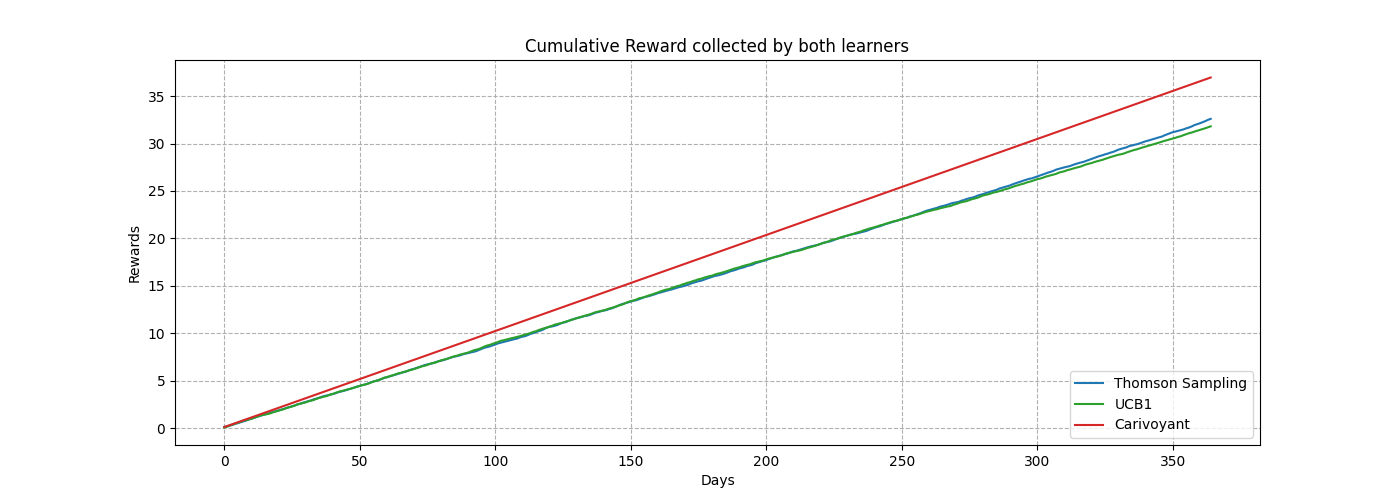 Cumulative Reward collected by both learners
Rewards
35
30
25
20
15
10
5
0
0 50 100 150 200 250 300 350
Days
Thomson Sampling
UCB1
Carivoyant